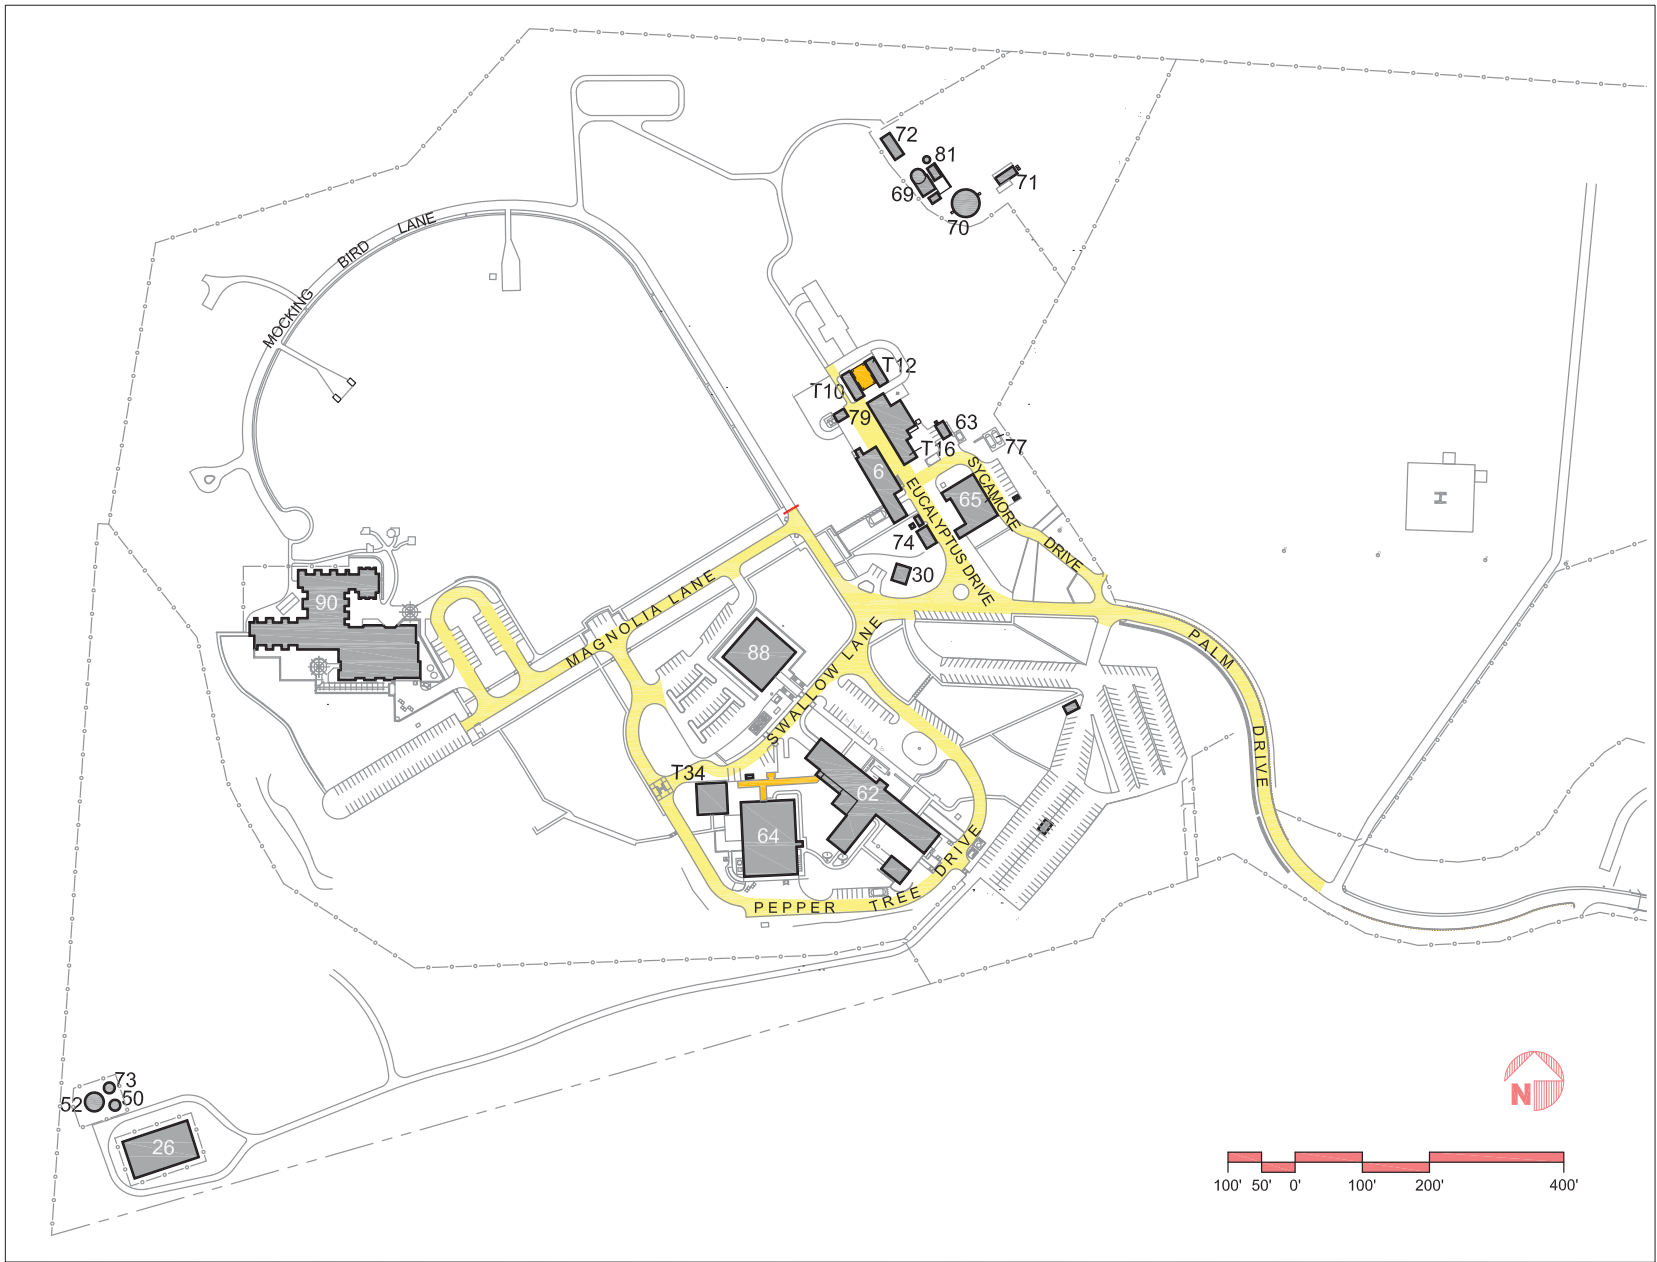 72
81
69
71
70
MOCKING BIRD LANE
T12
T10
79
63
T16
77
6
65
SYCAMORE DRIVE
EUCALYPTUS DRIVE
H
74
30
90
MAGNOLIA LANE
88
SWALLOW LANE
PALM DRIVE
T34
62
64
PEPPER TREE DRIVE
73
52
50
26
N
100' 50' 0' 100' 200' 400'